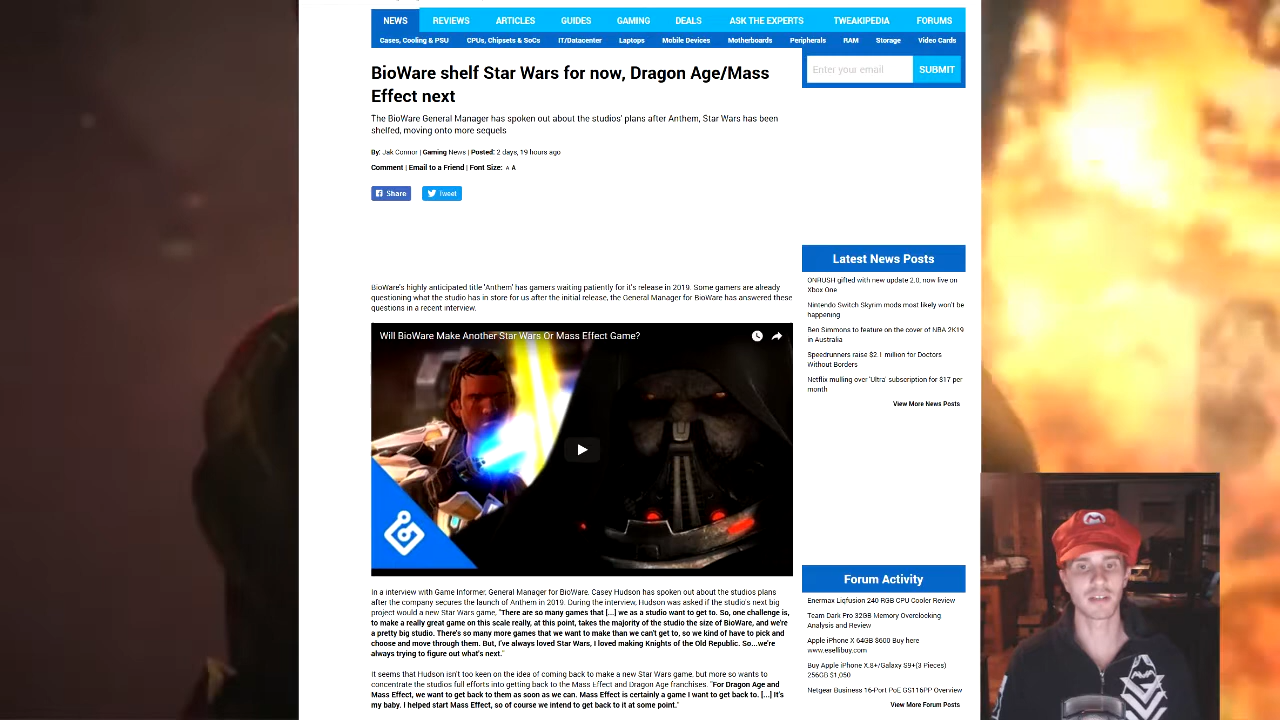 NEWS REVIEWS ARTICLES GUIDES GAMING DEALS ASK THE EXPERTS TWEAKIPEDIA FORUMS
Cases, Cooling & PSU CPUs, Chipsets & SoCs IT/Datacenter Laptops Mobile Devices Motherboards Peripherals RAM Storage Video Cards
Enter your email SUBMIT
BioWare shelf Star Wars for now, Dragon Age/Mass
Effect next
The BioWare General Manager has spoken out about the studios' plans after Anthem, Star Wars has been
shelved, moving onto more sequels
By: Jak Connor | Gaming News | Posted: 2 days, 19 hours ago
Comment | Email to a Friend | Font Size: A A
Share Tweet
BioWare's highly anticipated title 'Anthem' has gamers waiting patiently for it's release in 2019. Some gamers are already
questioning what the studio has in store for us after the initial release, the General Manager for BioWare has answered these
questions in a recent interview.
Will BioWare Make Another Star Wars Or Mass Effect Game?
In a interview with Game Informer, General Manager for BioWare, Casey Hudson has spoken out about the studios plans
after the company secures the launch of Anthem in 2019. During the interview, Hudson was asked if the studio's next big
project would a new Star Wars game, "There are so many games that [...] we as a studio want to get to. So, one challenge is,
to make a really great game on this scale really, at this point, takes the majority of the studio the size of BioWare, and we're
a pretty big studio. There's so many more games that we want to make than we can't get to, so we kind of have to pick and
choose and move through them. But, I've always loved Star Wars, I loved making Knights of the Old Republic. So...we're
always trying to figure out what's next."
It seems that Hudson isn't too keen on the idea of coming back to make a new Star Wars game, but more so wants to
concentrate the studios full efforts into getting back to the Mass Effect and Dragon Age franchises. "For Dragon Age and
Mass Effect, we want to get back to them as soon as we can. Mass Effect is certainly a game I want to get back to. [...] It's
my baby. I helped start Mass Effect, so of course we intend to get back to it at some point."
Latest News Posts
ONRUSH gifted with new update 2.0, now live on
Xbox One
Nintendo Switch Skyrim mods most likely won't be
happening
Ben Simmons to feature on the cover of NBA 2K19
in Australia
Speedrunners raise $2.1 million for Doctors
Without Borders
Netflix mulling over 'Ultra' subscription for $17 per
month
View More News Posts
Forum Activity
Enermax Liqfusion 240 RGB CPU Cooler Review
Team Dark Pro 32GB Memory Overclocking
Analysis and Review
Apple iPhone X 64GB $600 Buy here
www.esellibuy.com
Buy Apple iPhone X,8+/Galaxy S9+(3 Pieces)
256GB $1,050
Netgear Business 16-Port PoE GS116PP Overview
View More Forum Posts